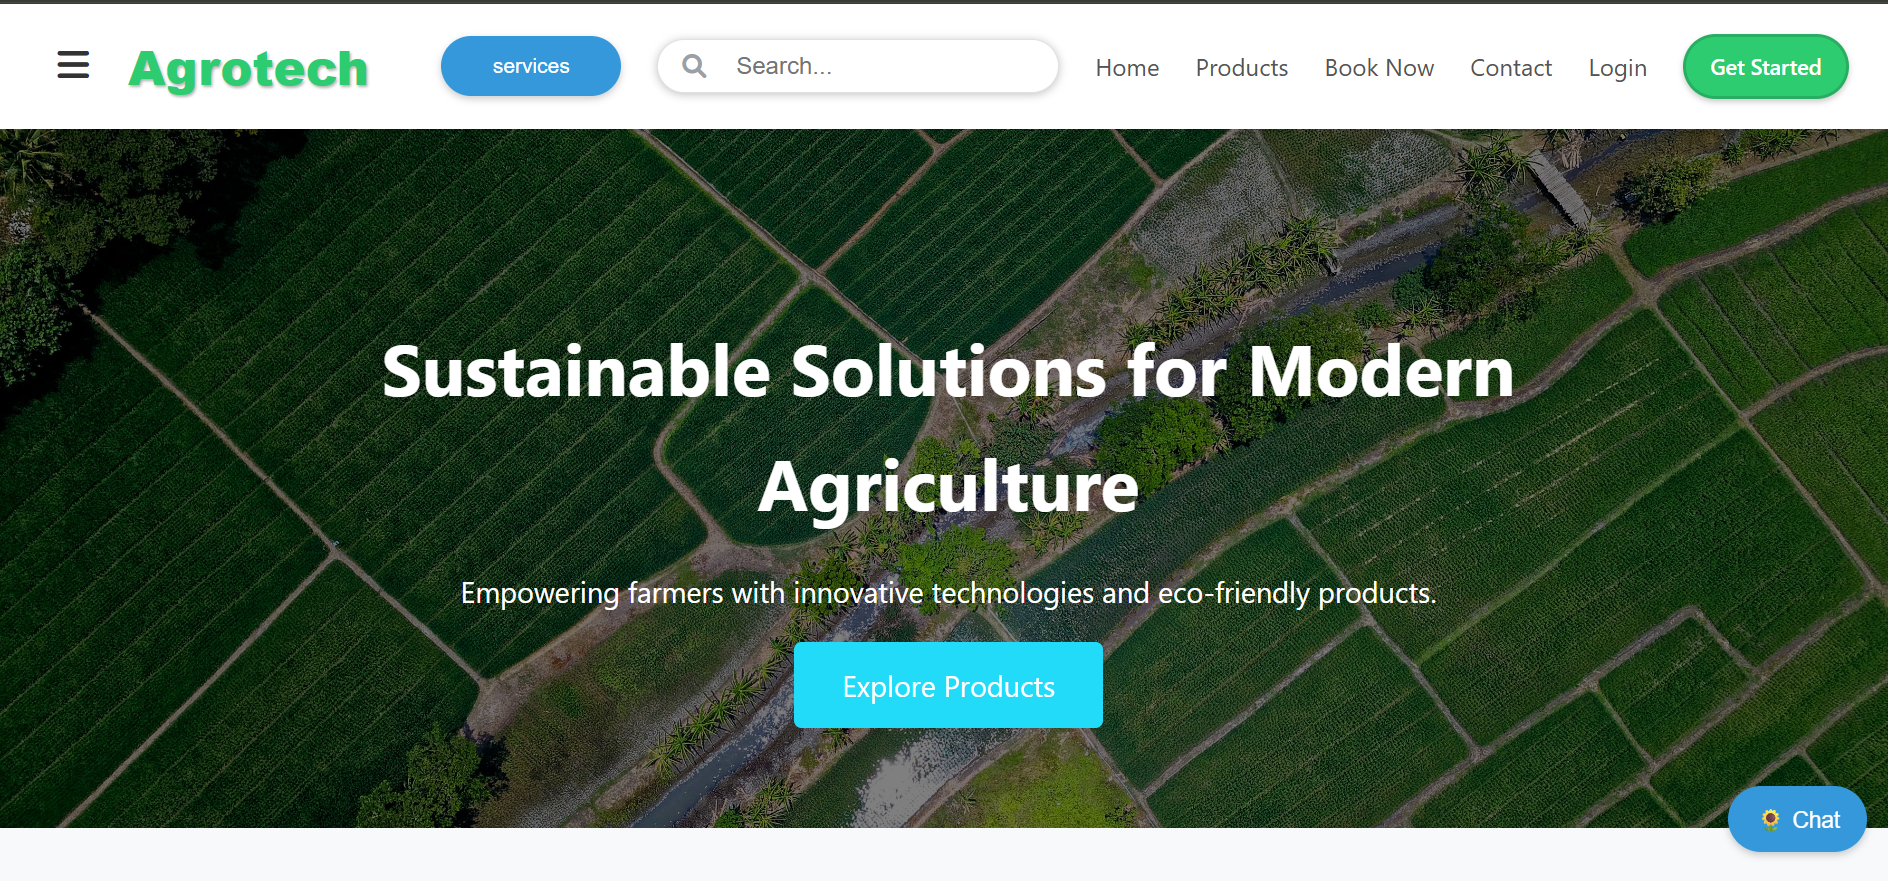 Agrotech
services
Search...
Home
Products
Book Now
Contact
Login
Get Started
Sustainable Solutions for Modern
Agriculture
Empowering farmers with innovative technologies and eco-friendly products.
Explore Products
Chat